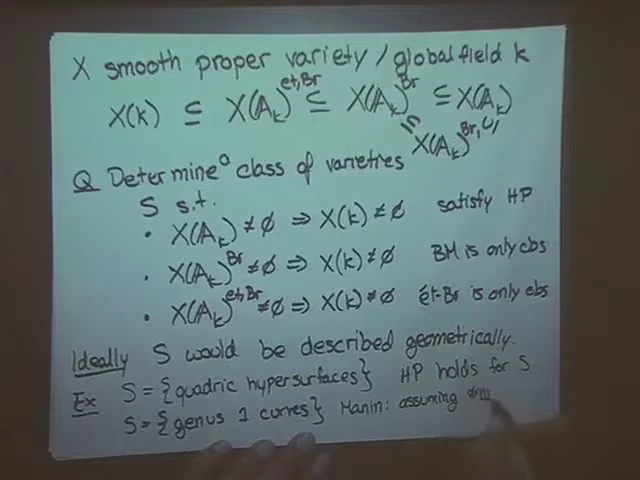 X smooth proper variety / global field k
X(k) ⊆ X(A_k)^{et,Br} ⊆ X(A_k)^{Br} ⊆ X(A_k)
⊆ X(A_k)^{Br, U,
Q Determine a class of varieties
S s.t.
• X(A_k) ≠ ∅ ⇒ X(k) ≠ ∅ satisfy HP
• X(A_k)^{Br} ≠ ∅ ⇒ X(k) ≠ ∅ BM is only obs
• X(A_k)^{et,Br} ≠ ∅ ⇒ X(k) ≠ ∅ ét-Br is only obs
Ideally S would be described geometrically.
Ex S = {quadric hypersurfaces} HP holds for S
S = {genus 1 curves} Manin: assuming